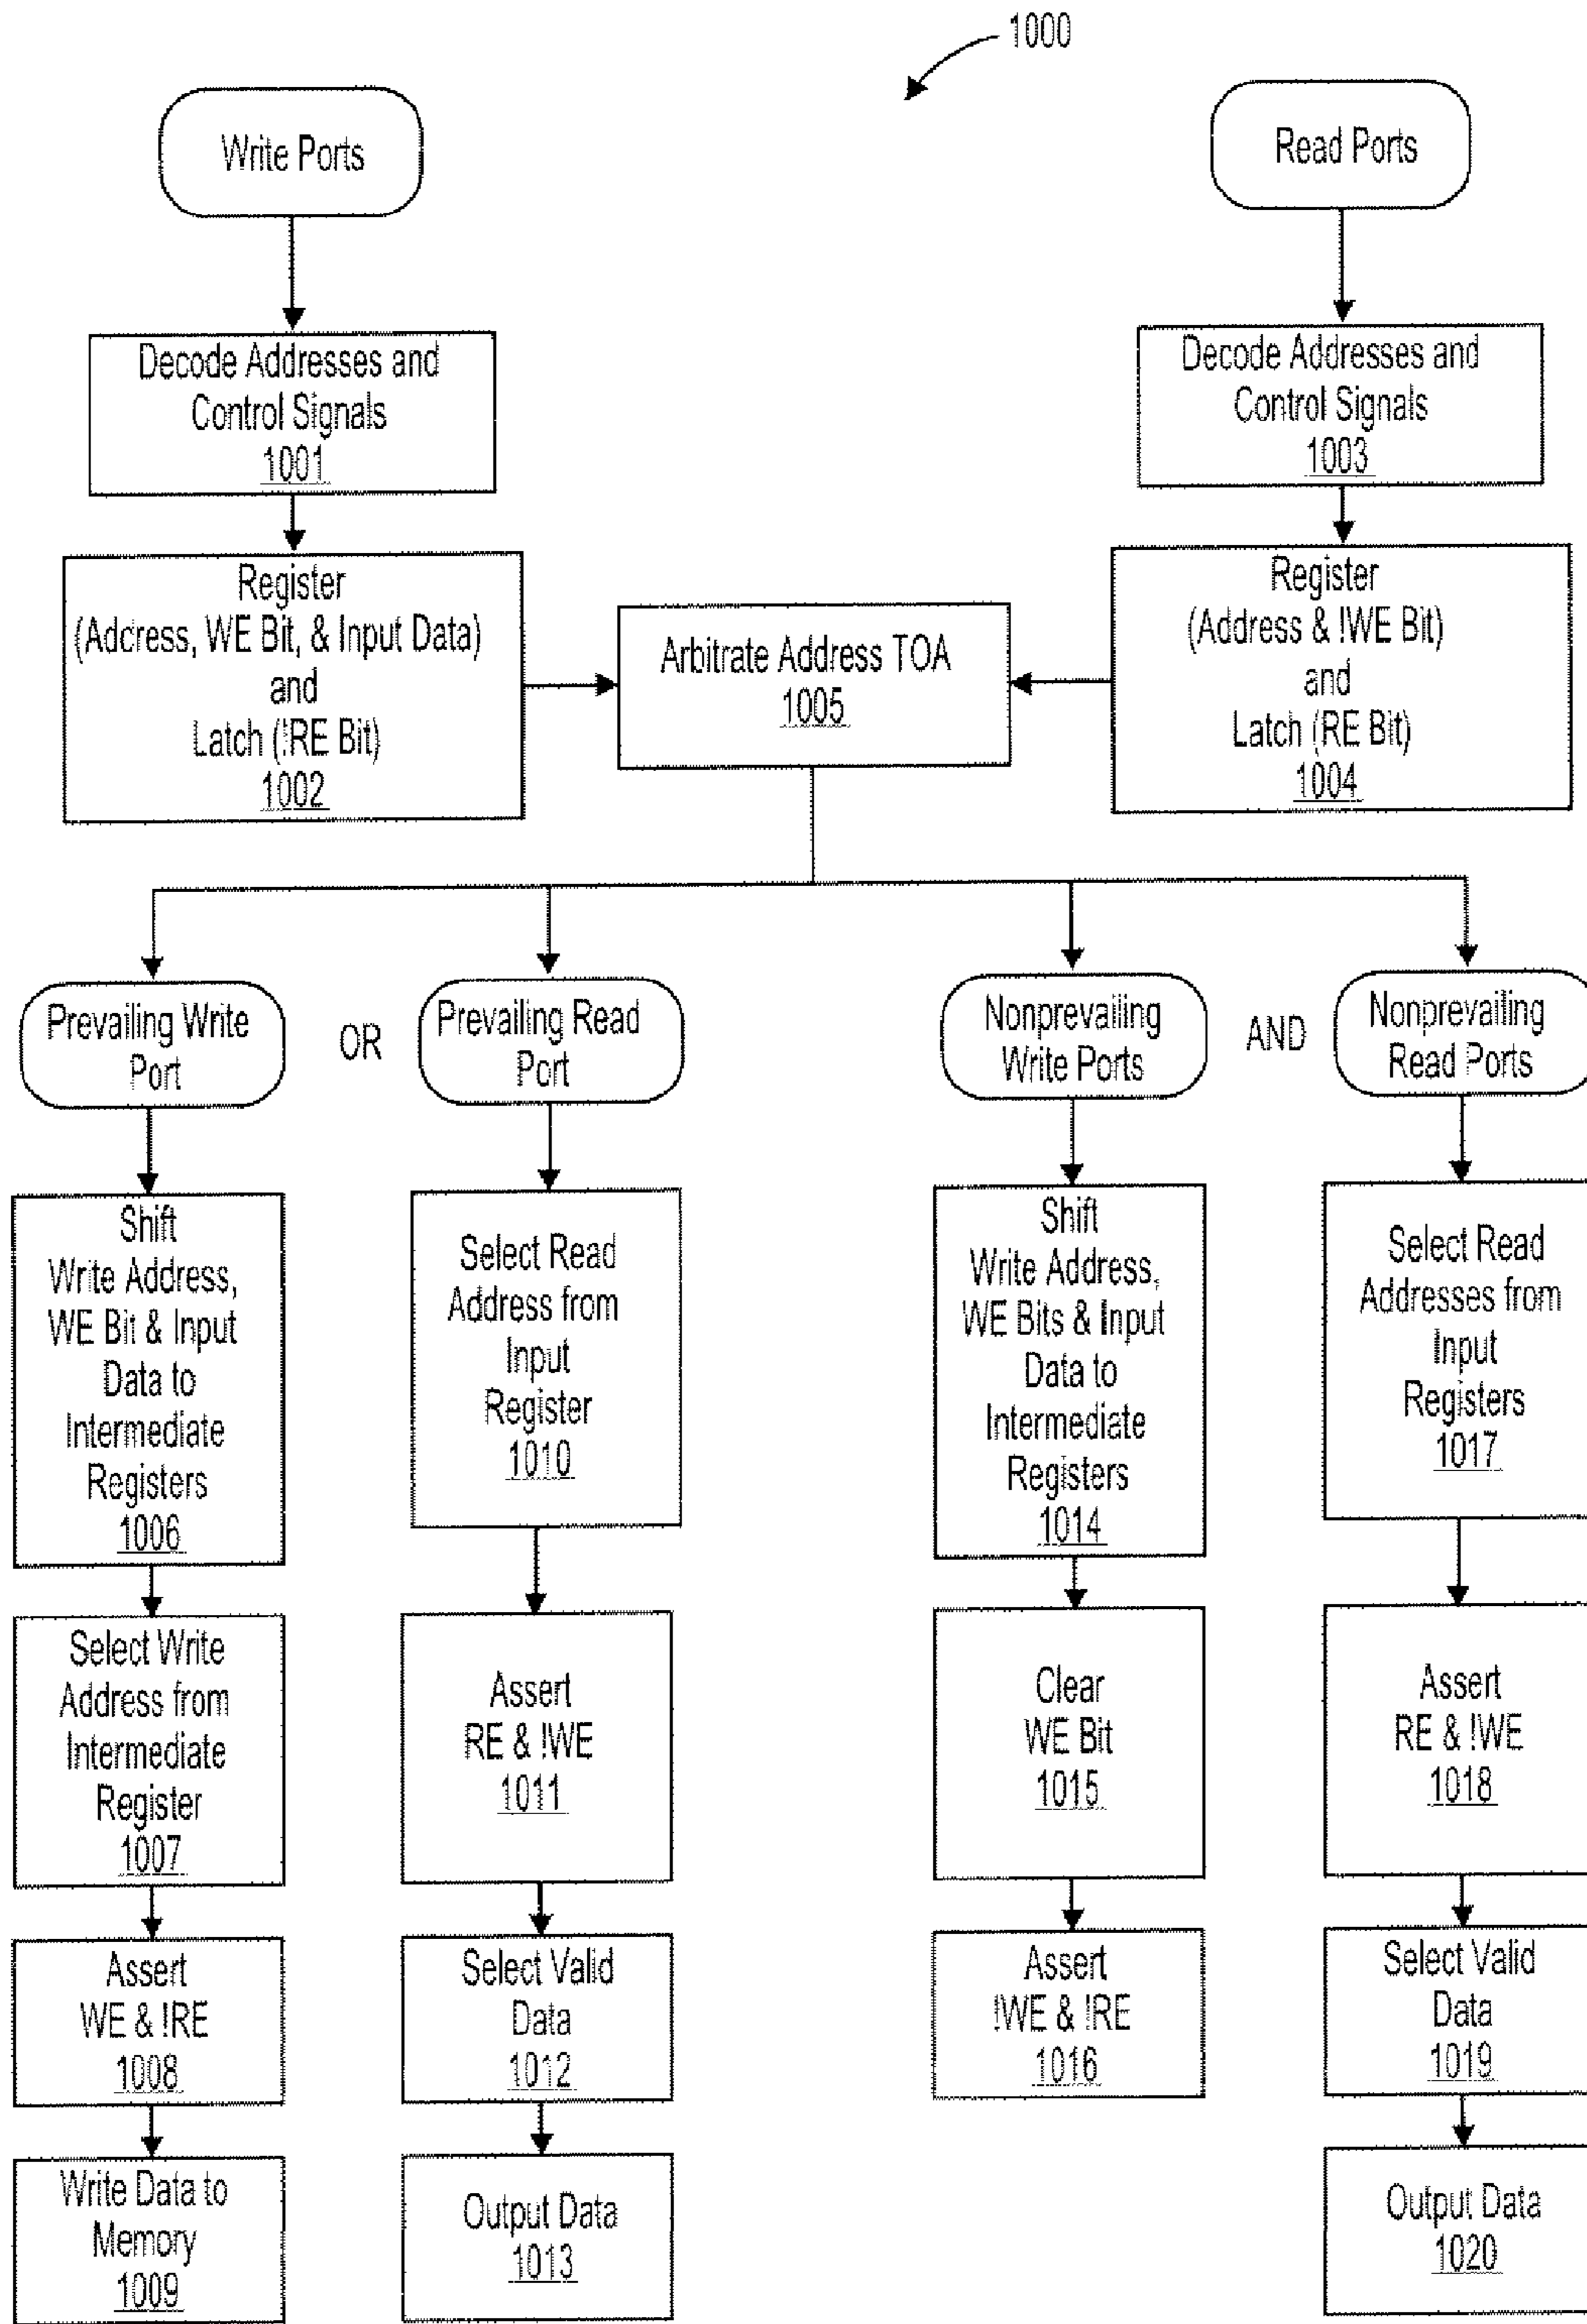 1000
Write Ports
Read Ports
Decode Addresses and
Control Signals
1001
Decode Addresses and
Control Signals
1003
Register
(Address, WE Bit, & Input Data)
and
Latch (!RE Bit)
1002
Arbitrate Address TOA
1005
Register
(Address & !WE Bit)
and
Latch (RE Bit)
1004
Prevailing Write
Port
OR
Prevailing Read
Port
Nonprevailing
Write Ports
AND
Nonprevailing
Read Ports
Shift
Write Address,
WE Bit & Input
Data to
Intermediate
Registers
1006
Select Read
Address from
Input
Register
1010
Shift
Write Address,
WE Bits & Input
Data to
Intermediate
Registers
1014
Select Read
Addresses from
Input
Registers
1017
Select Write
Address from
Intermediate
Register
1007
Assert
RE & !WE
1011
Clear
WE Bit
1015
Assert
RE & !WE
1018
Assert
WE & !RE
1008
Select Valid
Data
1012
Assert
!WE & !RE
1016
Select Valid
Data
1019
Write Data to
Memory
1009
Output Data
1013
Output Data
1020